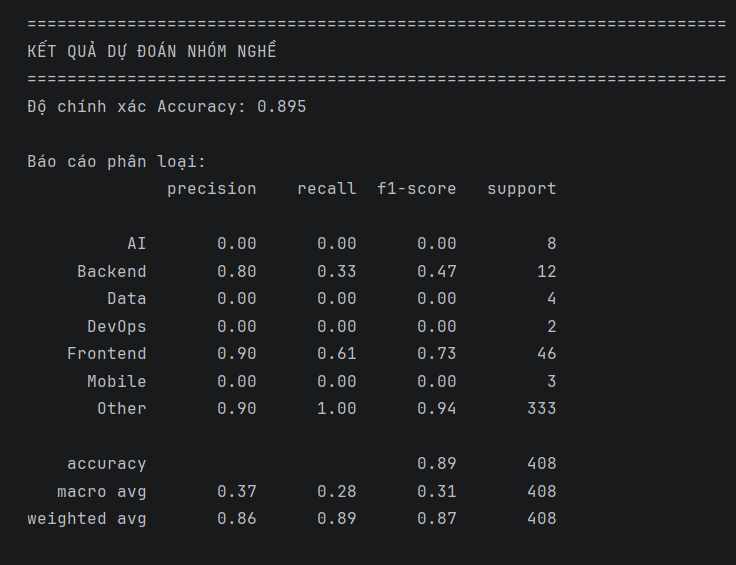 ======================================================================
KẾT QUẢ DỰ ĐOÁN NHÓM NGHỀ
======================================================================
Độ chính xác Accuracy: 0.895
Báo cáo phân loại:
precision recall f1-score support
AI 0.00 0.00 0.00 8
Backend 0.80 0.33 0.47 12
Data 0.00 0.00 0.00 4
DevOps 0.00 0.00 0.00 2
Frontend 0.90 0.61 0.73 46
Mobile 0.00 0.00 0.00 3
Other 0.90 1.00 0.94 333
accuracy 0.89 408
macro avg 0.37 0.28 0.31 408
weighted avg 0.86 0.89 0.87 408